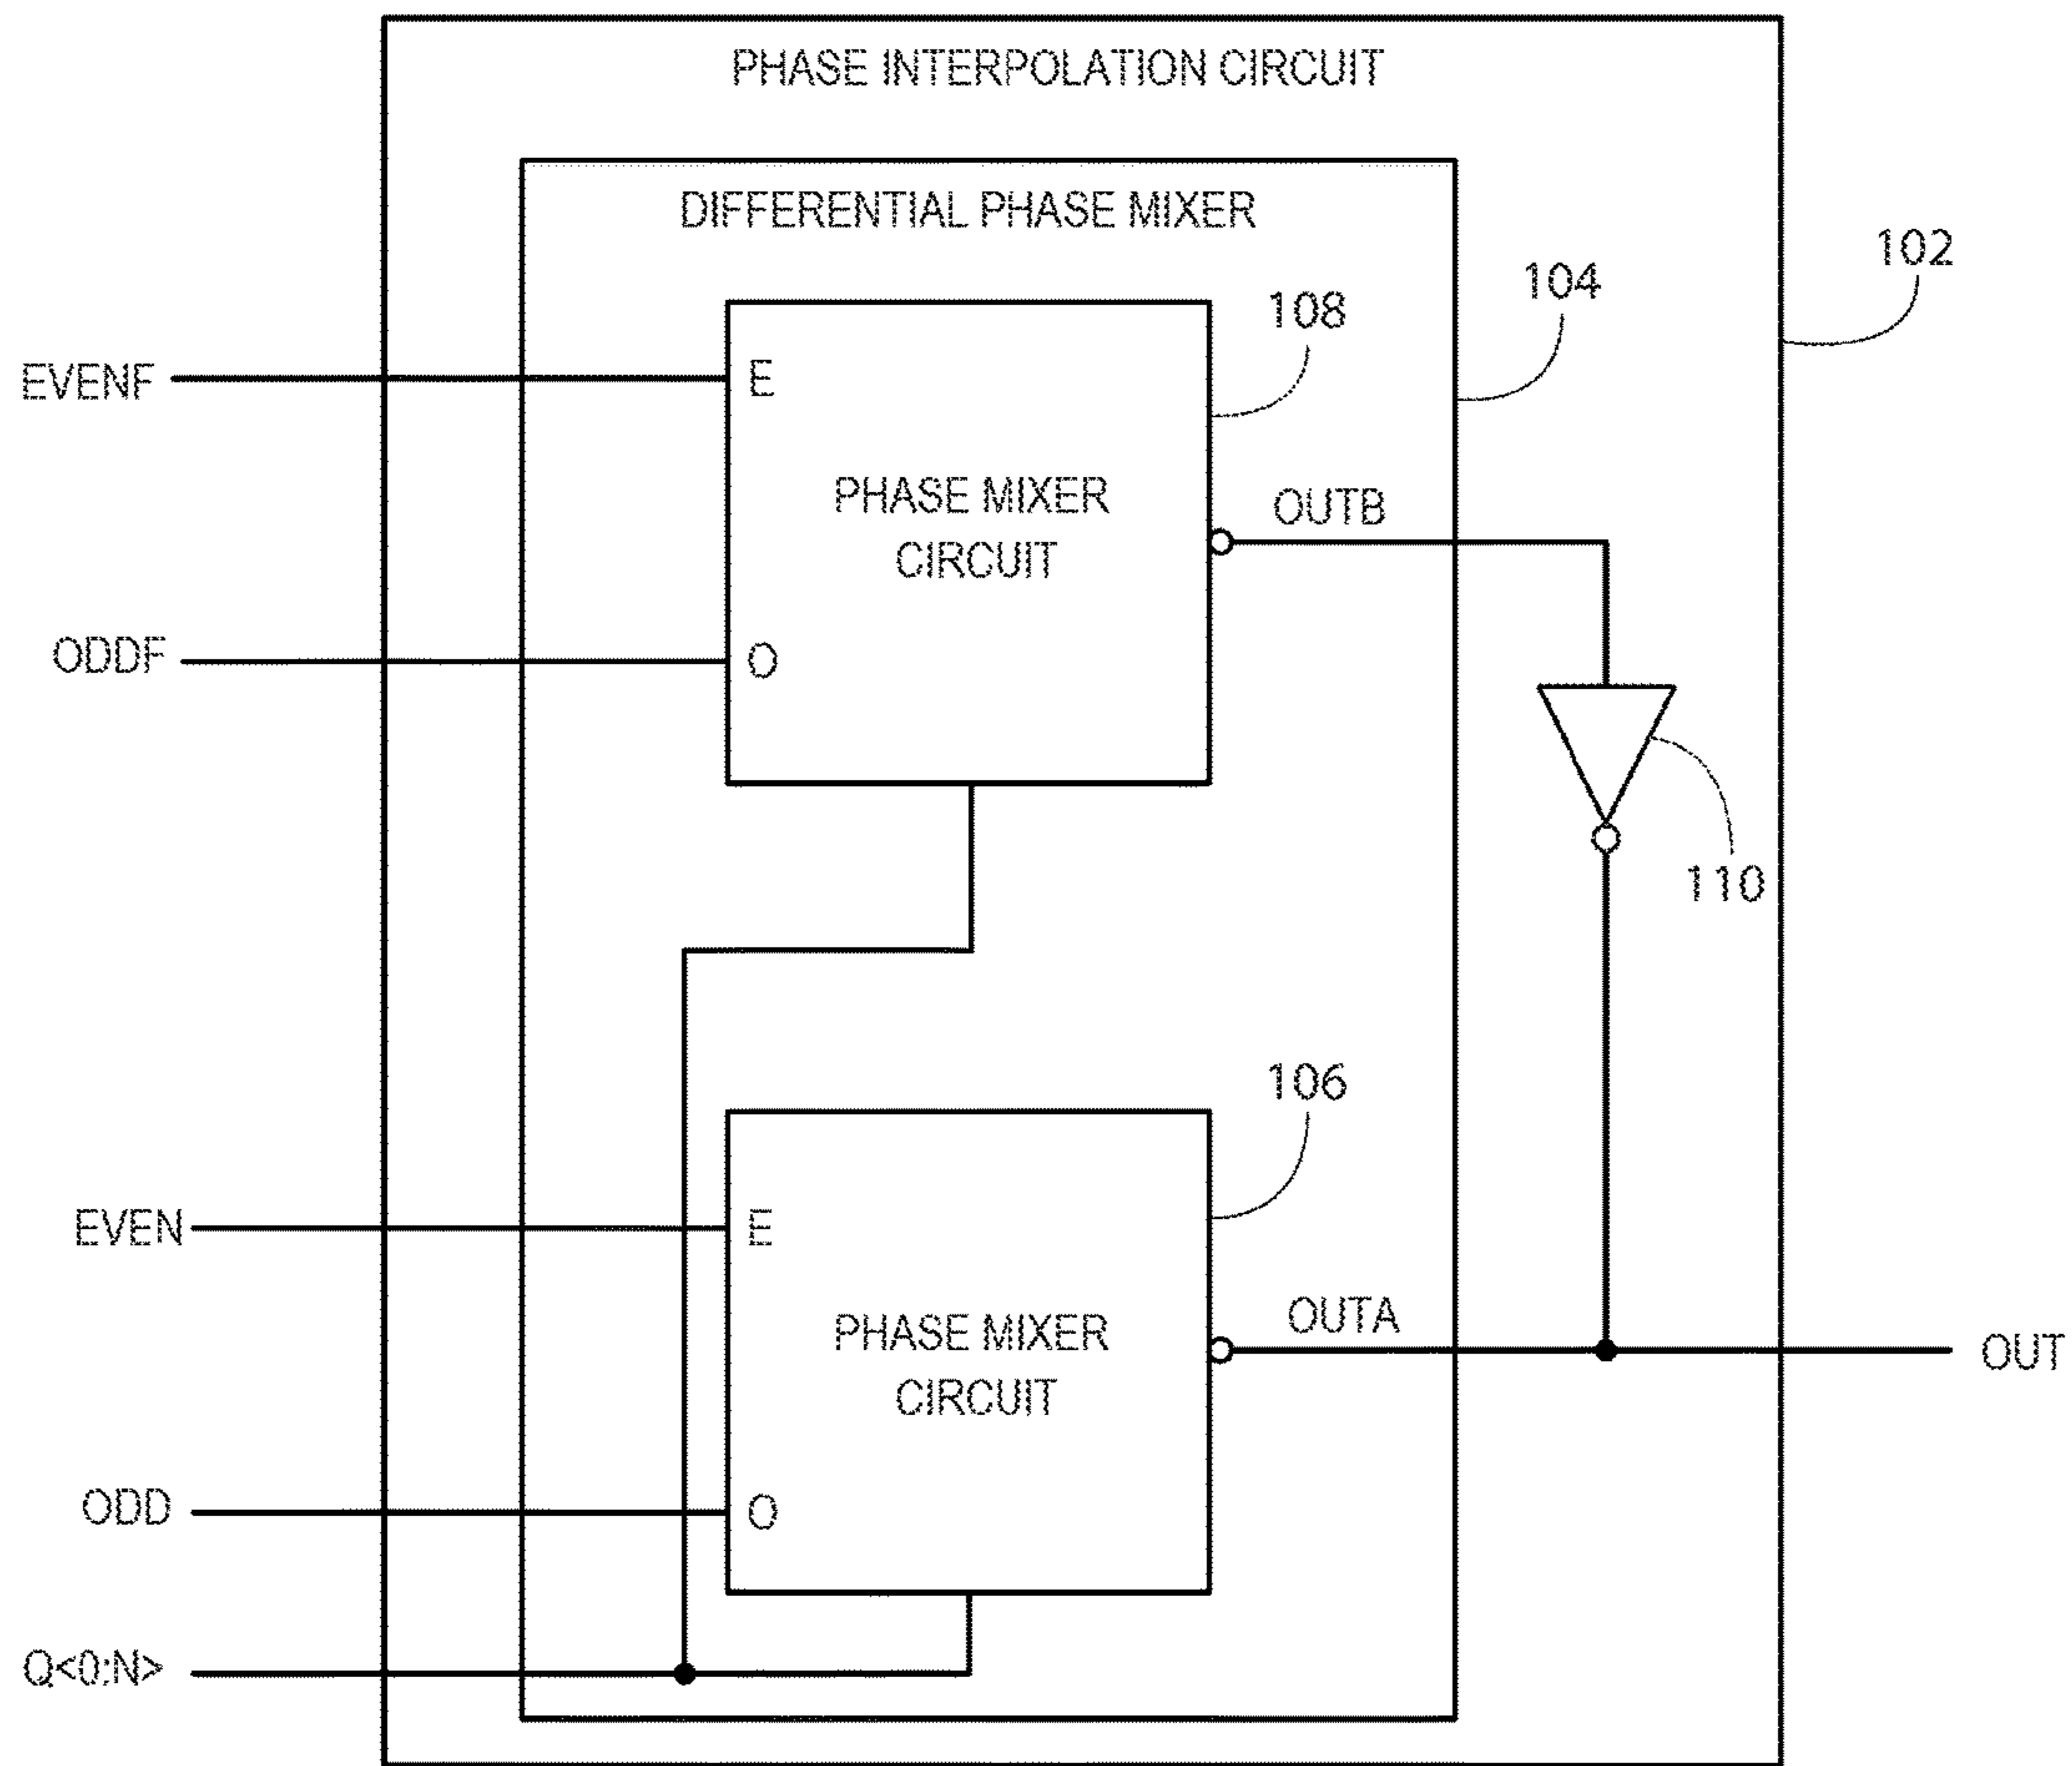 PHASE INTERPOLATION CIRCUIT
DIFFERENTIAL PHASE MIXER
102
104
108
EVENF
E
PHASE MIXER
CIRCUIT
OUTB
ODDF
O
110
106
EVEN
E
PHASE MIXER
CIRCUIT
OUTA
OUT
ODD
O
Q<0:N>